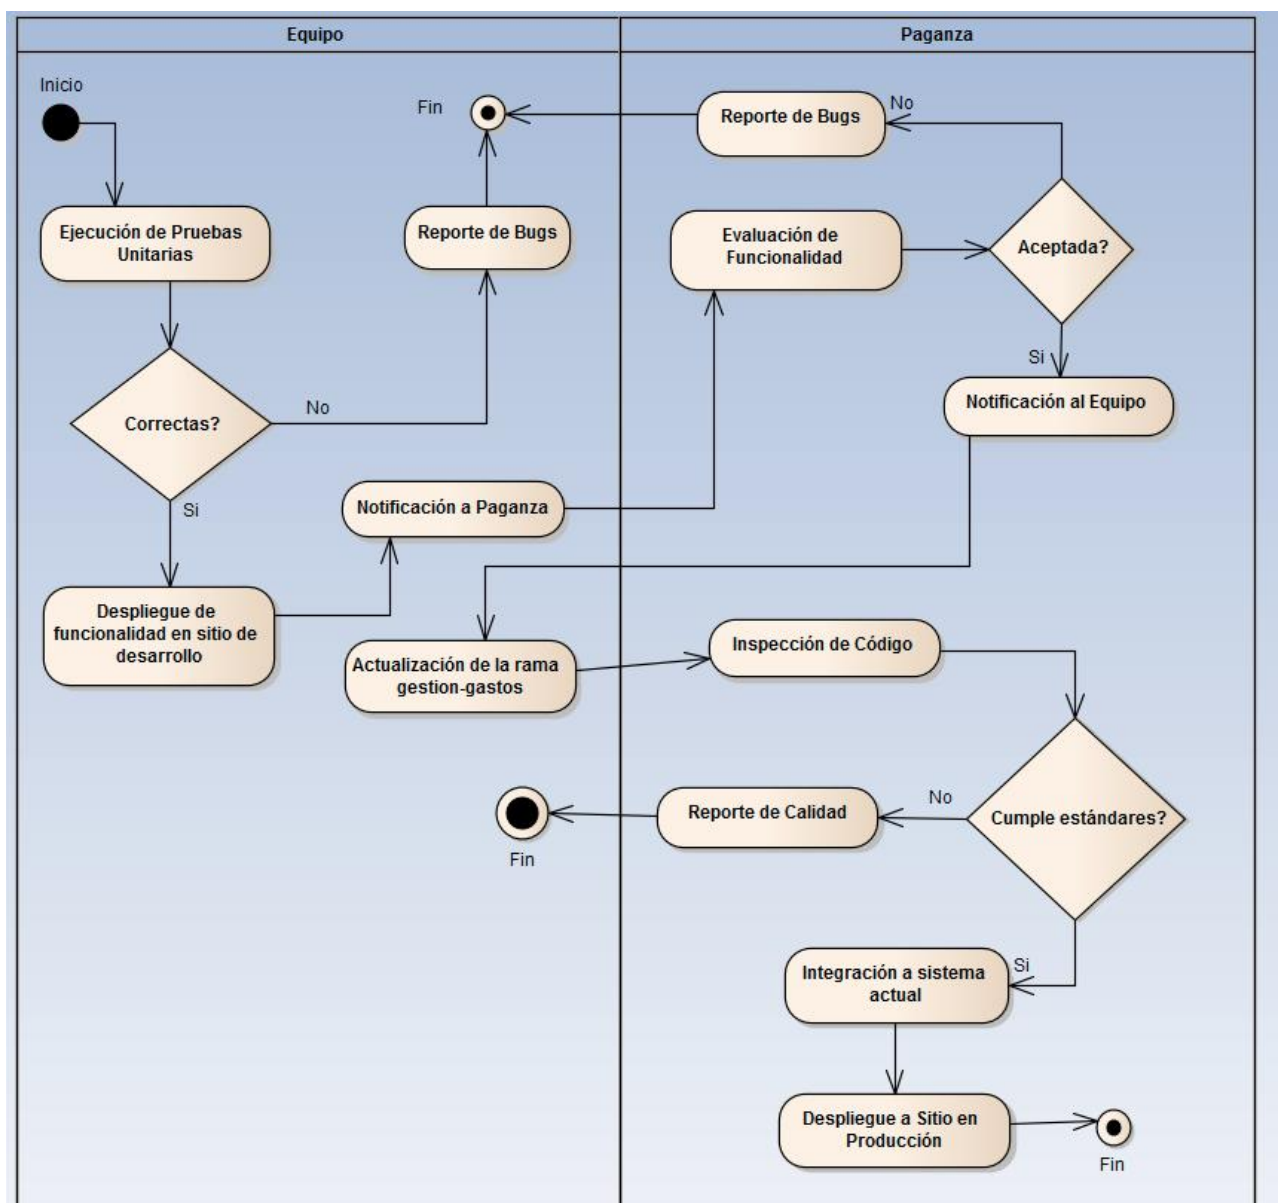 Equipo
Paganza
Inicio
Fin
Reporte de Bugs
No
Ejecución de Pruebas
Unitarias
Reporte de Bugs
Evaluación de
Funcionalidad
Aceptada?
Si
Notificación al Equipo
Correctas?
No
Si
Notificación a Paganza
Despliegue de
funcionalidad en sitio de
desarrollo
Actualización de la rama
gestion-gastos
Inspección de Código
Cumple estándares?
No
Reporte de Calidad
Fin
Si
Integración a sistema
actual
Despliegue a Sitio en
Producción
Fin